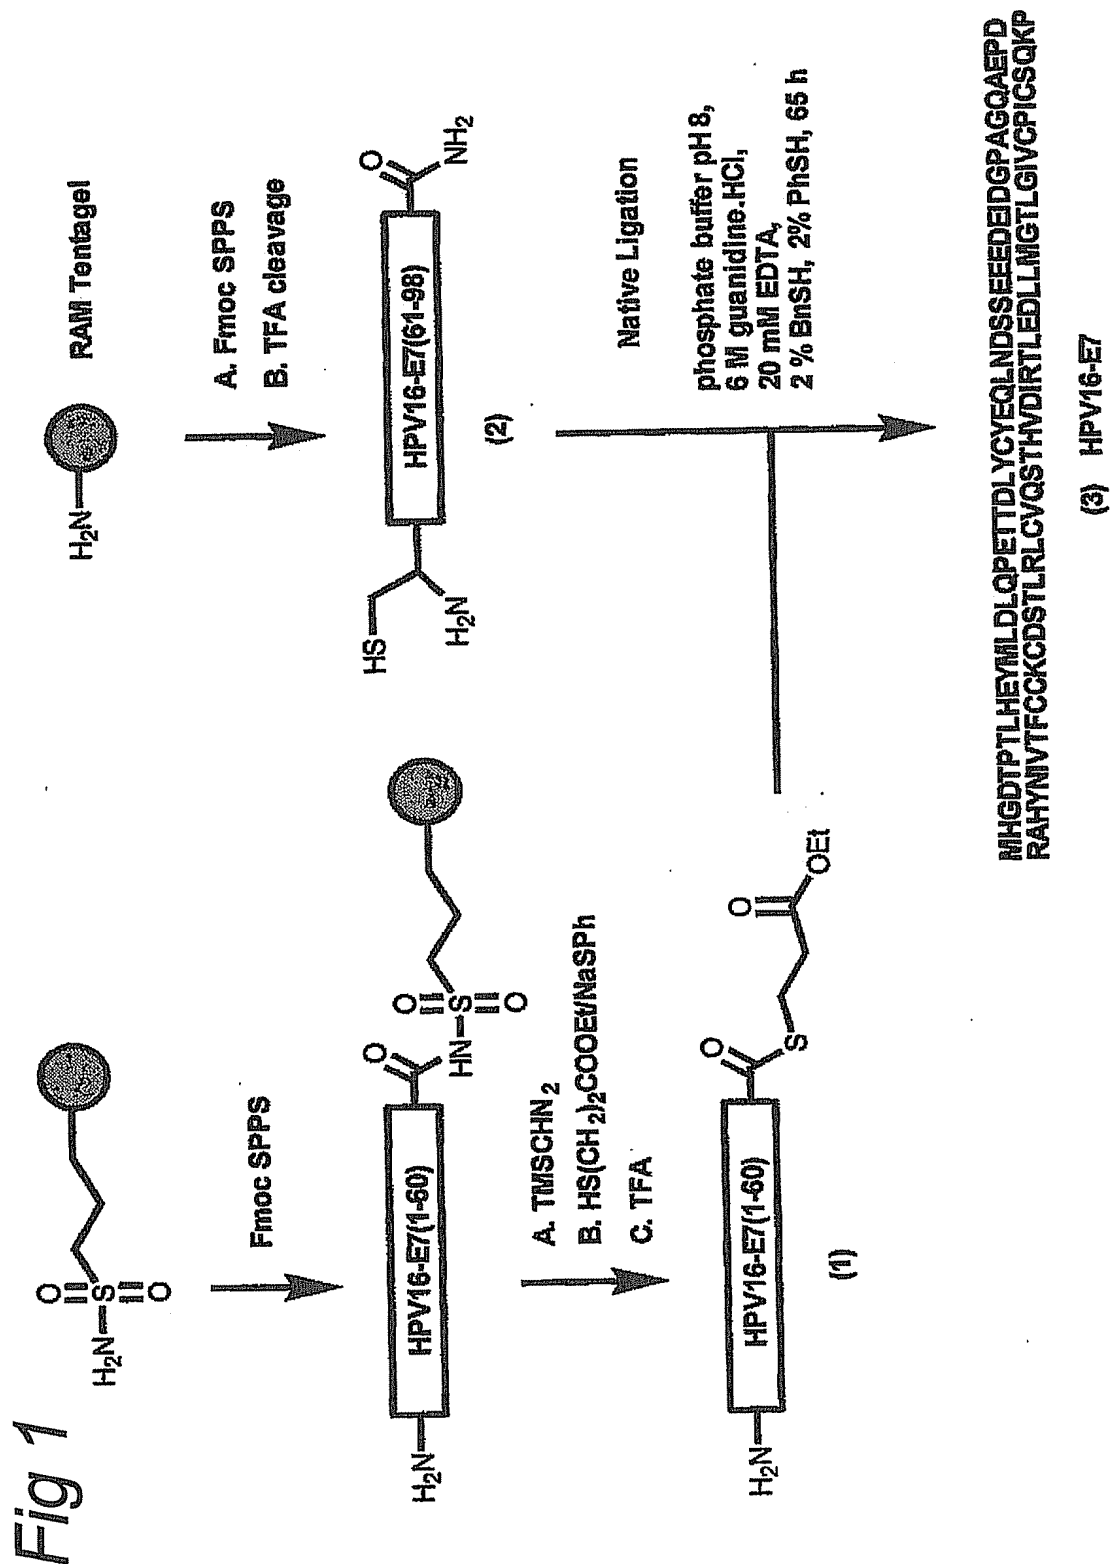 Fig 1
H₂N–S
O
O
Fmoc SPPS
H₂N
HPV16-E7(1-60)
O
HN–S
O
O
A. TMSCHN₂
B. HS(CH₂)₂COOEt/NaSPh
C. TFA
H₂N
HPV16-E7(1-60)
O
S
O
OEt
(1)
H₂N
RAM Tentagel
A. Fmoc SPPS
B. TFA cleavage
HS
H₂N
HPV16-E7(61-98)
O
NH₂
(2)
Native Ligation
phosphate buffer pH 8,
6 M guanidine.HCl,
20 mM EDTA,
2 % BnSH, 2% PhSH, 65 h
MHGDTPTLHEYMLDLQPETTDLYCYEQLNDSSEEEDEIDGPAGQAEPD
RAHYNIVTFCCKCDSTLRLCVQSTHVDIRTLEDLLMGTLGIVCPICSQKP
(3) HPV16-E7